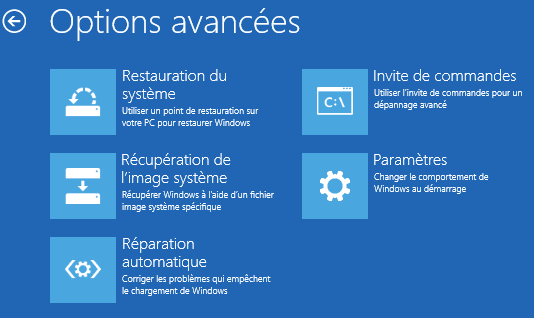 Options avancées
Restauration du
système
Utiliser un point de restauration sur
votre PC pour restaurer Windows
Récupération de
l'image système
Récupérer Windows à l'aide d'un fichier
image système spécifique
Réparation
automatique
Corriger les problèmes qui empêchent
le chargement de Windows
C:\
Invite de commandes
Utiliser l'invite de commandes pour un
dépannage avancé
Paramètres
Changer le comportement de
Windows au démarrage